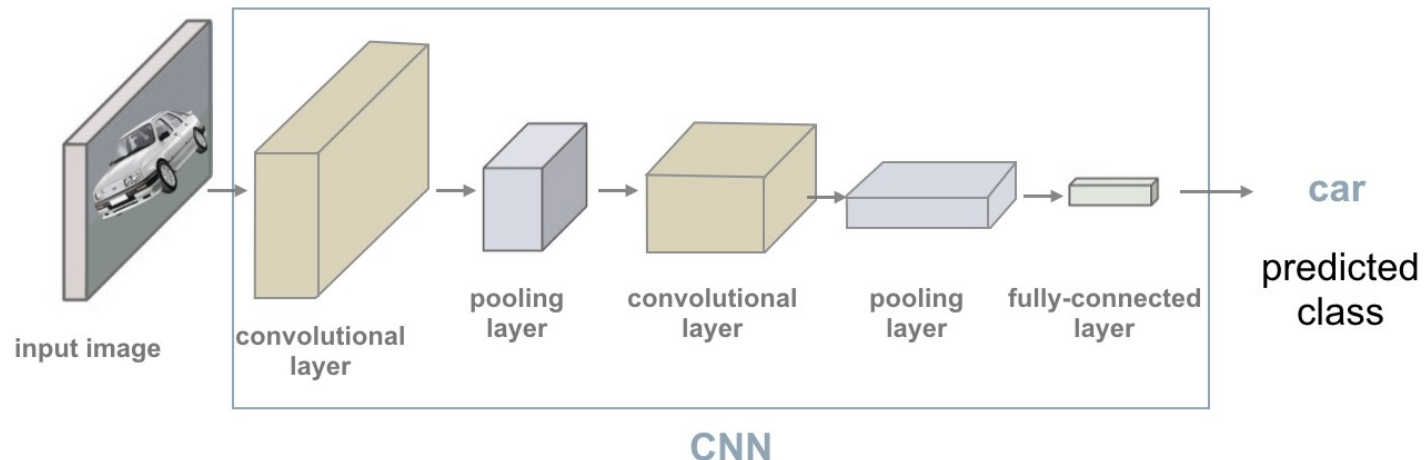 input image
convolutional
layer
pooling
layer
convolutional
layer
pooling
layer
fully-connected
layer
car
predicted
class
CNN